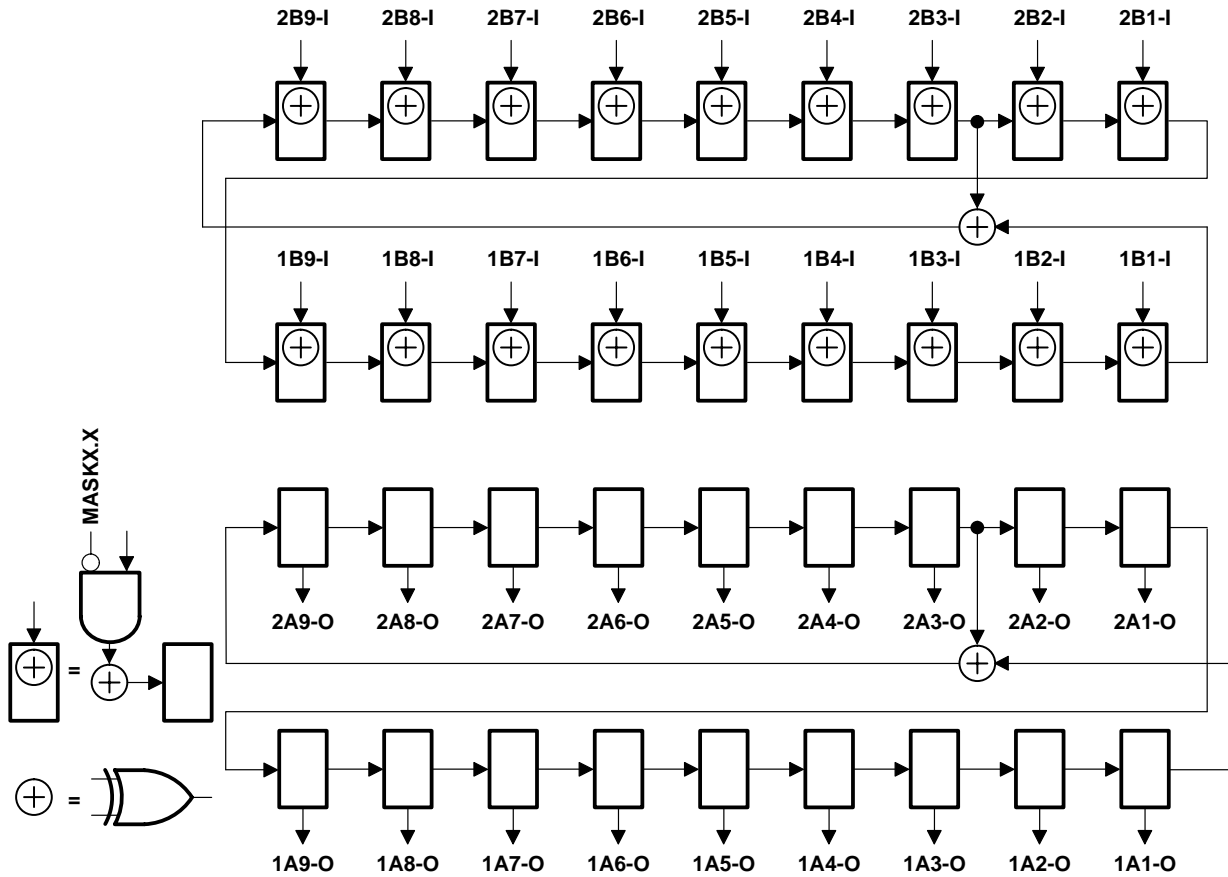 2B9-I 2B8-I 2B7-I 2B6-I 2B5-I 2B4-I 2B3-I 2B2-I 2B1-I
1B9-I 1B8-I 1B7-I 1B6-I 1B5-I 1B4-I 1B3-I 1B2-I 1B1-I
MASKX.X
2A9-O 2A8-O 2A7-O 2A6-O 2A5-O 2A4-O 2A3-O 2A2-O 2A1-O
=
=
1A9-O 1A8-O 1A7-O 1A6-O 1A5-O 1A4-O 1A3-O 1A2-O 1A1-O